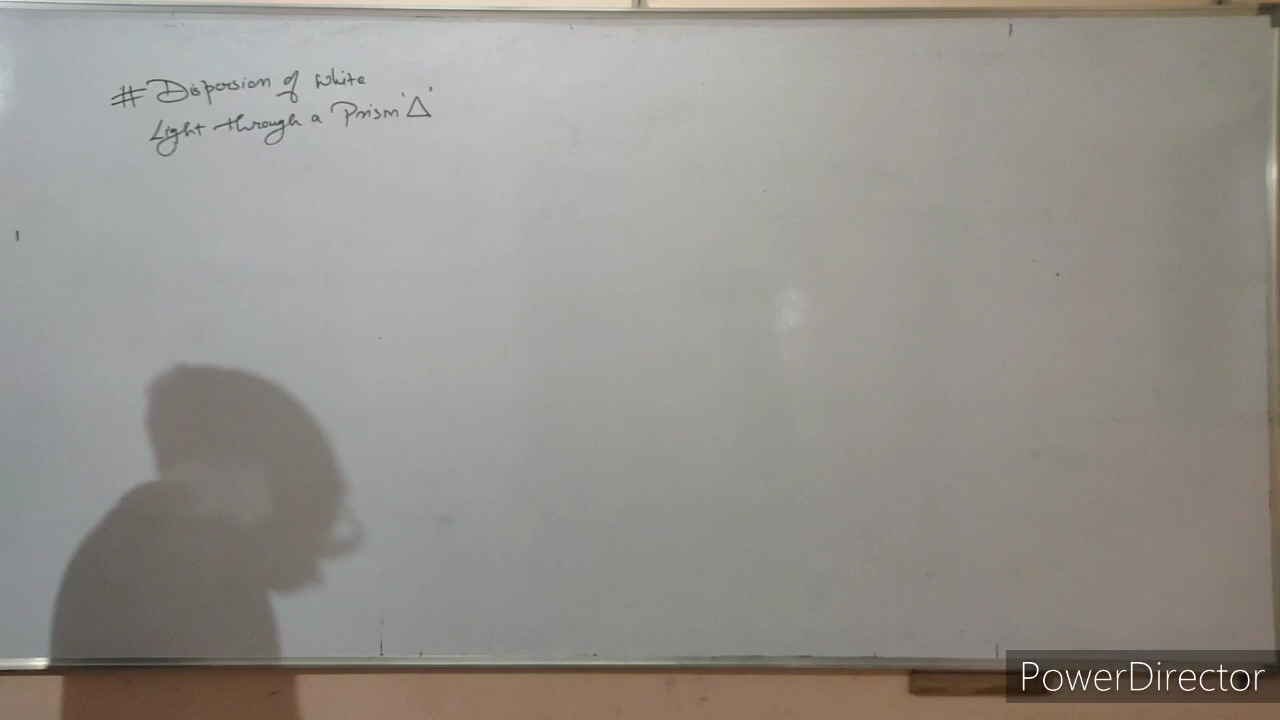 # Dispersion of white
Light through a Prism 'Δ'
PowerDirector